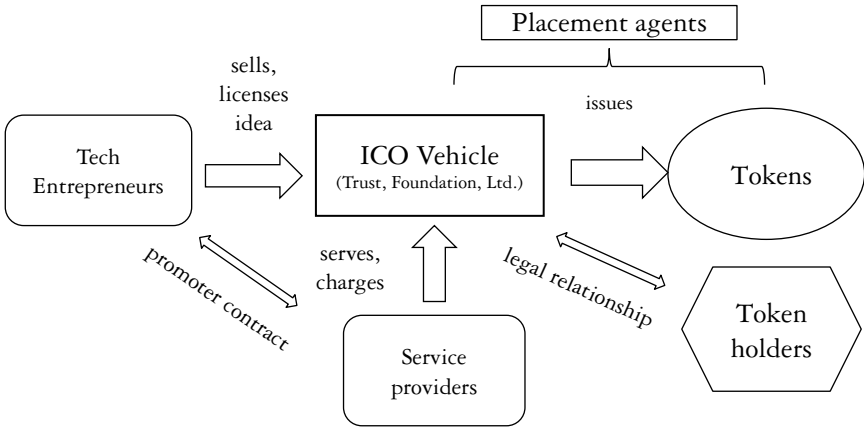 Placement agents
sells,
licenses
idea
issues
Tech
Entrepreneurs
ICO Vehicle
(Trust, Foundation, Ltd.)
Tokens
promoter contract
serves,
charges
legal relationship
Service
providers
Token
holders